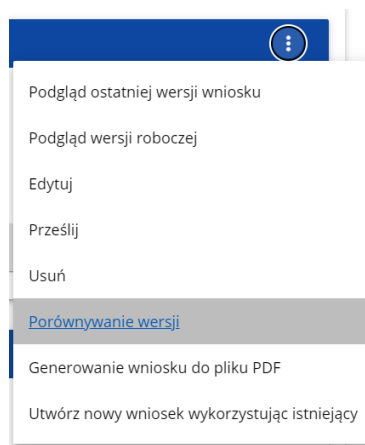 Podgląd ostatniej wersji wniosku
Podgląd wersji roboczej
Edytuj
Prześlij
Usuń
Porównywanie wersji
Generowanie wniosku do pliku PDF
Utwórz nowy wniosek wykorzystując istniejący